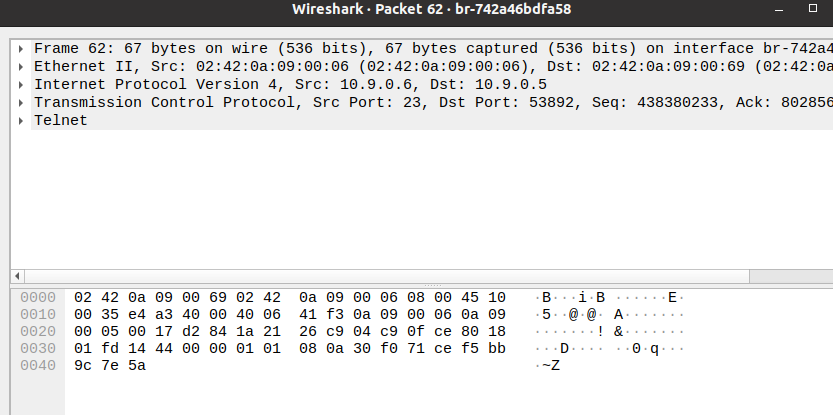 Wireshark · Packet 62 · br-742a46bdfa58
Frame 62: 67 bytes on wire (536 bits), 67 bytes captured (536 bits) on interface br-742a4
Ethernet II, Src: 02:42:0a:09:00:06 (02:42:0a:09:00:06), Dst: 02:42:0a:09:00:69 (02:42:0a
Internet Protocol Version 4, Src: 10.9.0.6, Dst: 10.9.0.5
Transmission Control Protocol, Src Port: 23, Dst Port: 53892, Seq: 438380233, Ack: 802856
Telnet
0000 02 42 0a 09 00 69 02 42 0a 09 00 06 08 00 45 10 ·B···i·B ······E·
0010 00 35 e4 a3 40 00 40 06 41 f3 0a 09 00 06 0a 09 ·5··@·@· A·······
0020 00 05 00 17 d2 84 1a 21 26 c9 04 c9 0f ce 80 18 ·······! &·······
0030 01 fd 14 44 00 00 01 01 08 0a 30 f0 71 ce f5 bb ···D···· ··0·q···
0040 9c 7e 5a ·~Z